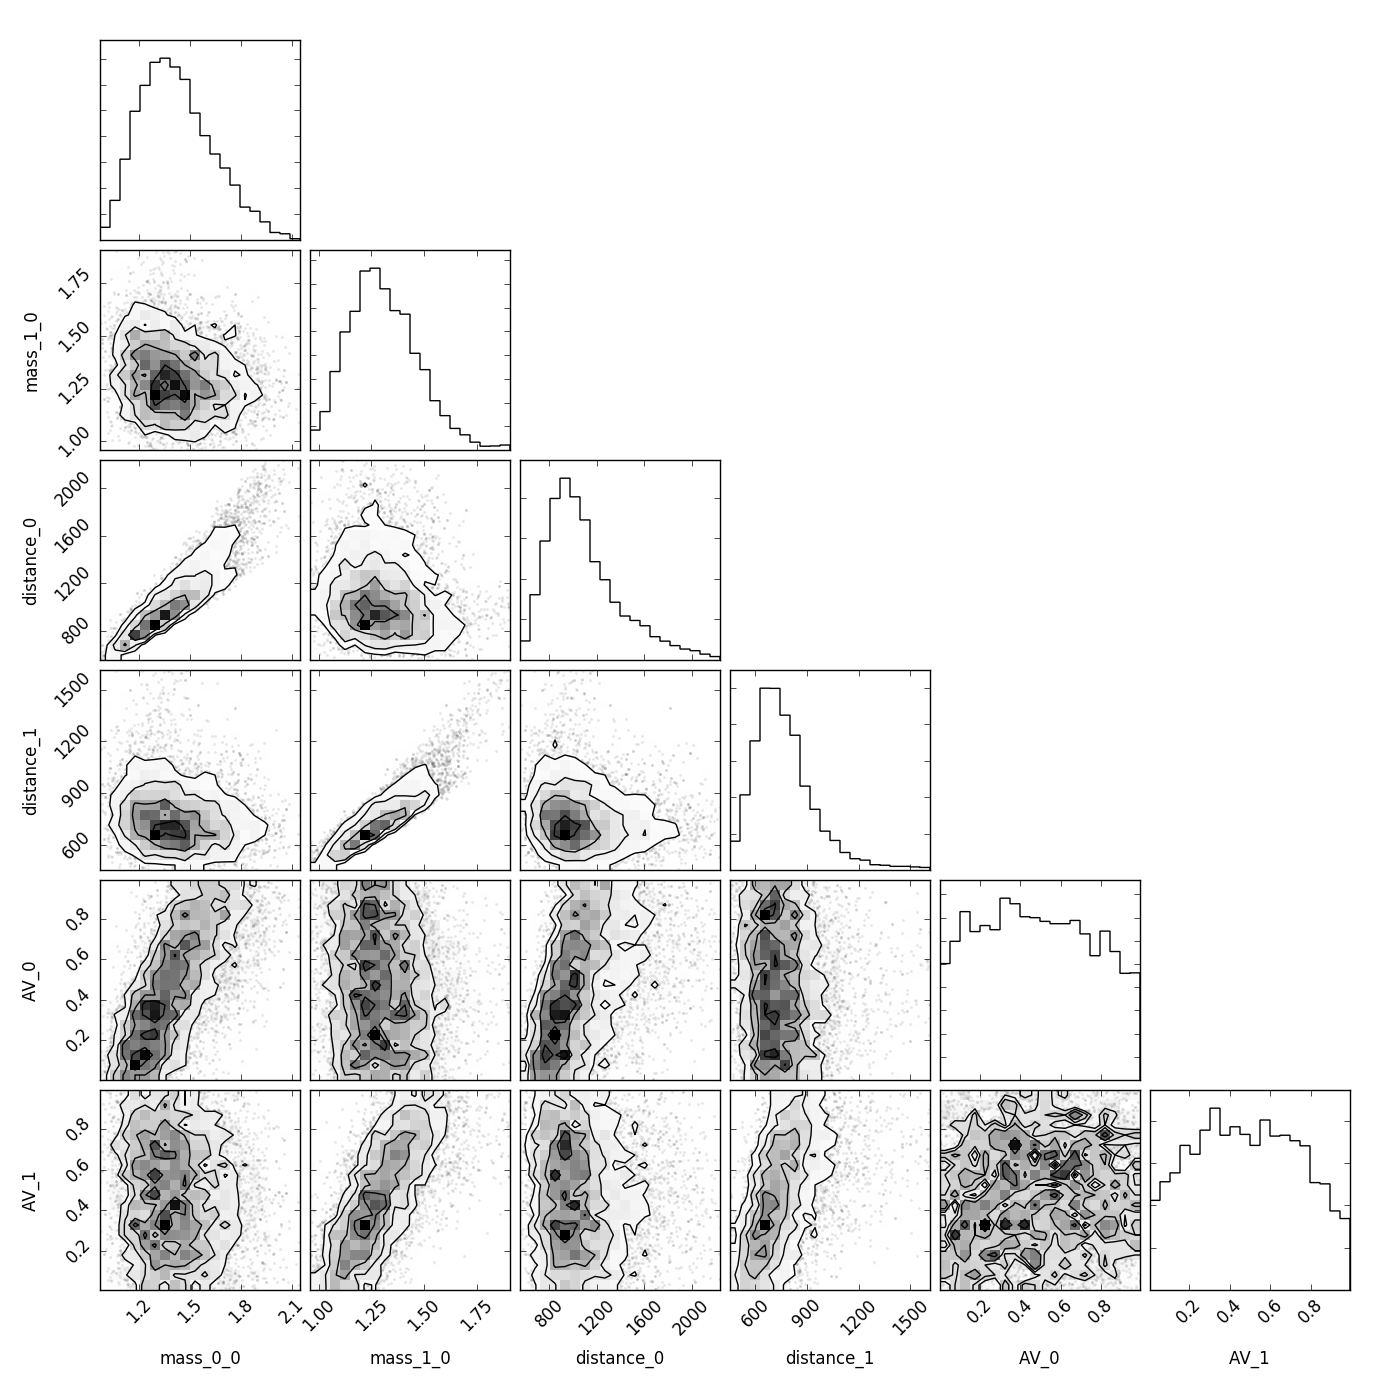 mass_1_0
1.75
1.50
1.25
1.00
distance_0
2000
1600
1200
800
distance_1
1500
1200
900
600
AV_0
0.8
0.6
0.4
0.2
AV_1
0.8
0.6
0.4
0.2
1.2 1.5 1.8 2.1
1.00 1.25 1.50 1.75
800 1200 1600 2000
600 900 1200 1500
0.2 0.4 0.6 0.8
0.2 0.4 0.6 0.8
mass_0_0 mass_1_0 distance_0 distance_1 AV_0 AV_1